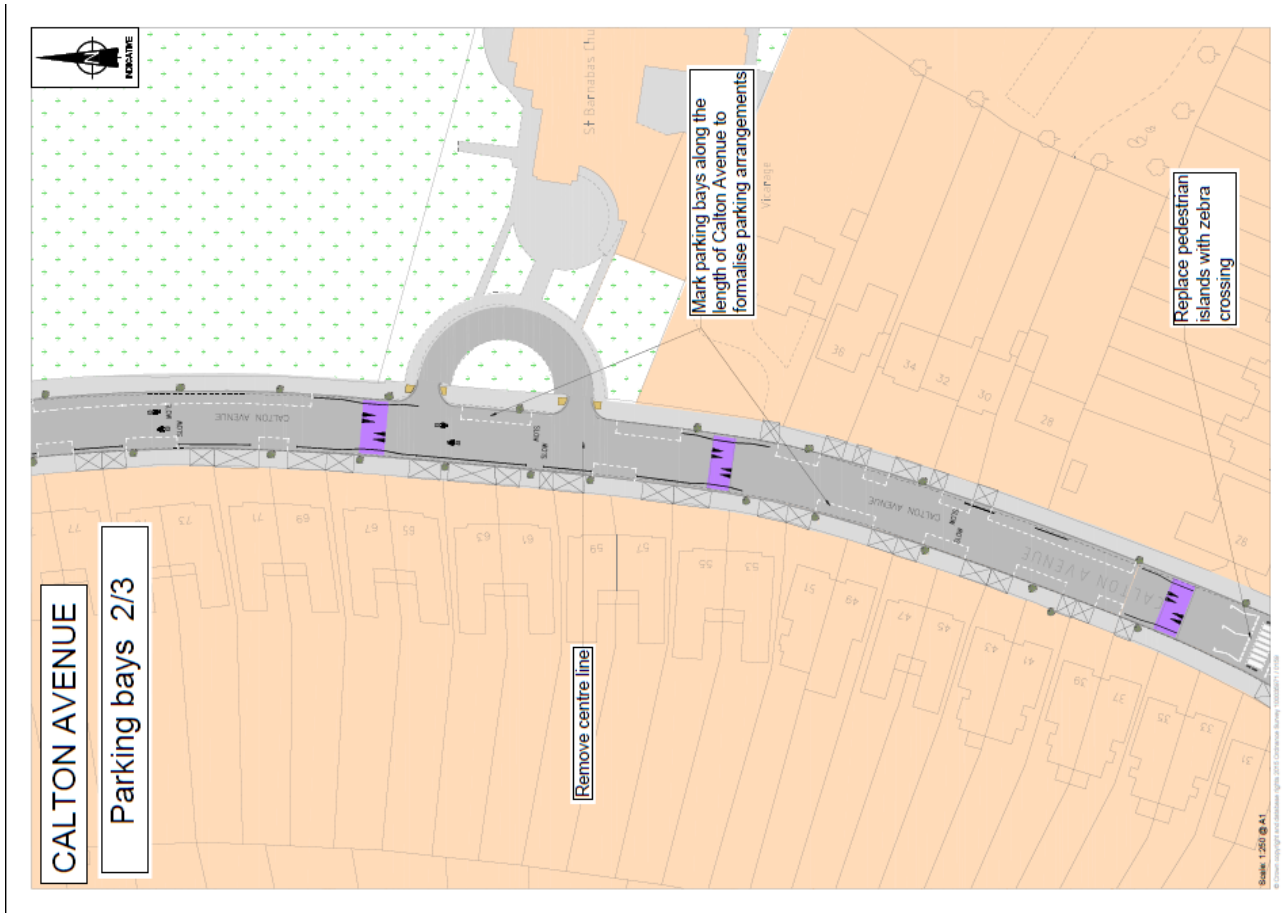 CALTON AVENUE
Parking bays 2/3
INDICATIVE
N
St Barnabas Chu
Mark parking bays along the
length of Calton Avenue to
formalise parking arrangements
Vicarage
Replace pedestrian
islands with zebra
crossing
Remove centre line
CALTON AVENUE
SLOW
SLOW
SLOW
SLOW
CALTON AVENUE
SLOW
SLOW
CALTON AVENUE
36
34
32
30
28
26
77
73
71
69
67
65
63
61
59
57
55
53
51
49
47
45
43
41
39
37
35
33
31
Scale: 1:250 @ A1